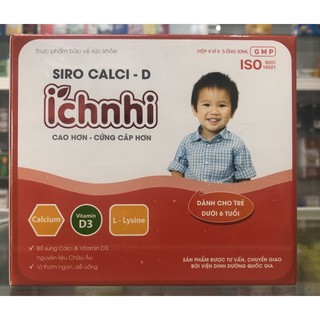 Thực phẩm bảo vệ sức khỏe
HỘP 4 VỈ X 5 ỐNG 10ML
GMP
ISO 9001
SIRO CALCI - D
ichnhi
CAO HƠN - CỨNG CÁP HƠN
DÀNH CHO TRẺ
DƯỚI 6 TUỔI
Calcium
Vitamin
D3
L - Lysine
Bổ sung Calci & Vitamin D3,
nguyên liệu Châu Âu
Vị thơm ngon, dễ uống
SẢN PHẨM ĐƯỢC TƯ VẤN, CHUYỂN GIAO
BỞI VIỆN DINH DƯỠNG QUỐC GIA